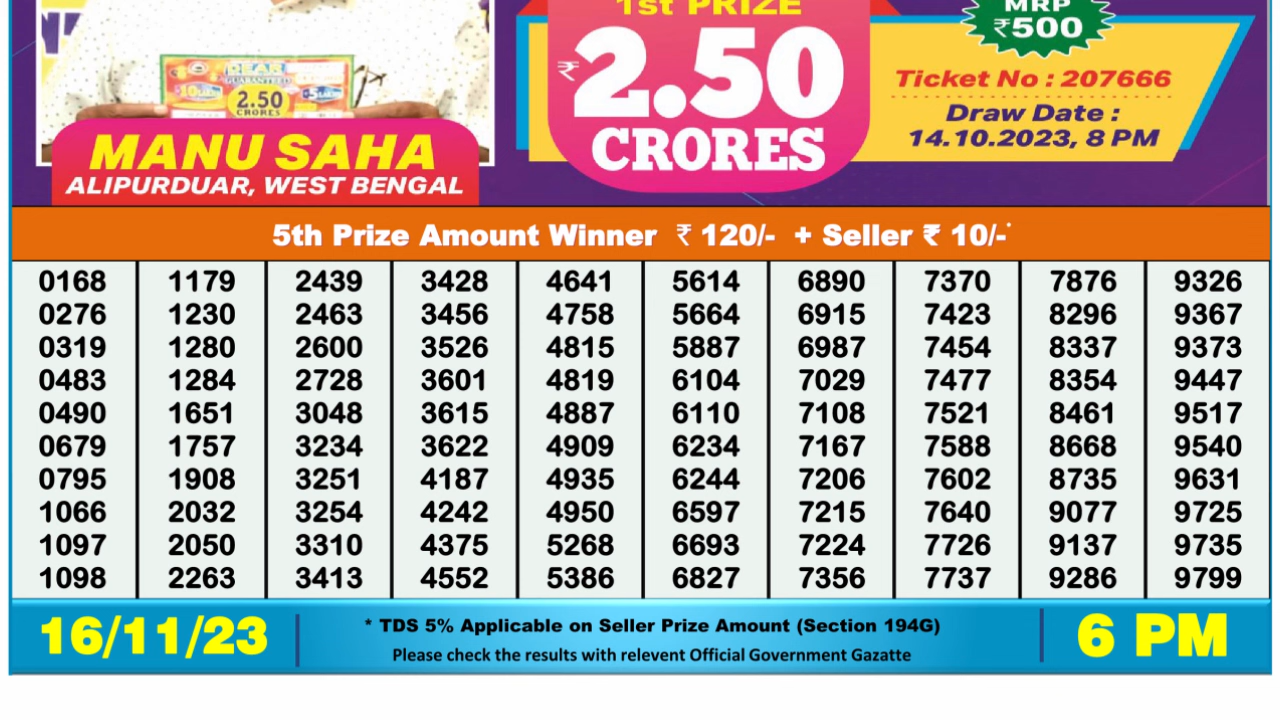 1st PRIZE
₹2.50
CRORES
MRP
₹500
Ticket No : 207666
Draw Date :
14.10.2023, 8 PM
DEAR
GUARANTEED
2.50
CRORES
MANU SAHA
ALIPURDUAR, WEST BENGAL
5th Prize Amount Winner ₹ 120/- + Seller ₹ 10/-*
0168 1179 2439 3428 4641 5614 6890 7370 7876 9326
0276 1230 2463 3456 4758 5664 6915 7423 8296 9367
0319 1280 2600 3526 4815 5887 6987 7454 8337 9373
0483 1284 2728 3601 4819 6104 7029 7477 8354 9447
0490 1651 3048 3615 4887 6110 7108 7521 8461 9517
0679 1757 3234 3622 4909 6234 7167 7588 8668 9540
0795 1908 3251 4187 4935 6244 7206 7602 8735 9631
1066 2032 3254 4242 4950 6597 7215 7640 9077 9725
1097 2050 3310 4375 5268 6693 7224 7726 9137 9735
1098 2263 3413 4552 5386 6827 7356 7737 9286 9799
16/11/23
* TDS 5% Applicable on Seller Prize Amount (Section 194G)
Please check the results with relevent Official Government Gazatte
6 PM